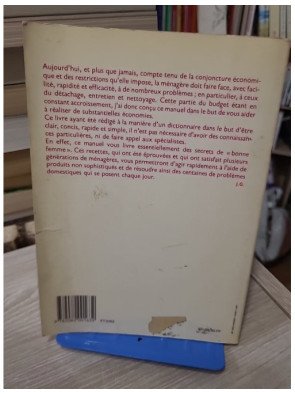 Aujourd'hui, et plus que jamais, compte tenu de la conjoncture économi-
que et des restrictions qu'elle impose, la ménagère doit faire face, avec faci-
lité, rapidité et efficacité, à de nombreux problèmes ; en particulier, à ceux
du détachage, entretien et nettoyage. Cette partie du budget étant en
constant accroissement, j'ai donc conçu ce manuel dans le but de vous aider
à réaliser de substantielles économies.
Ce livre ayant été rédigé à la manière d'un dictionnaire dans le but d'être
clair, concis, rapide et simple, il n'est pas nécessaire d'avoir des connaissan-
ces particulières, ni de faire appel aux spécialistes.
En effet, ce manuel vous livre essentiellement des secrets de « bonne
femme ». Ces recettes, qui ont été éprouvées et qui ont satisfait plusieurs
générations de ménagères, vous permettront d'agir rapidement à l'aide de
produits non sophistiqués et de résoudre ainsi des centaines de problèmes
domestiques qui se posent chaque jour.
J.G.